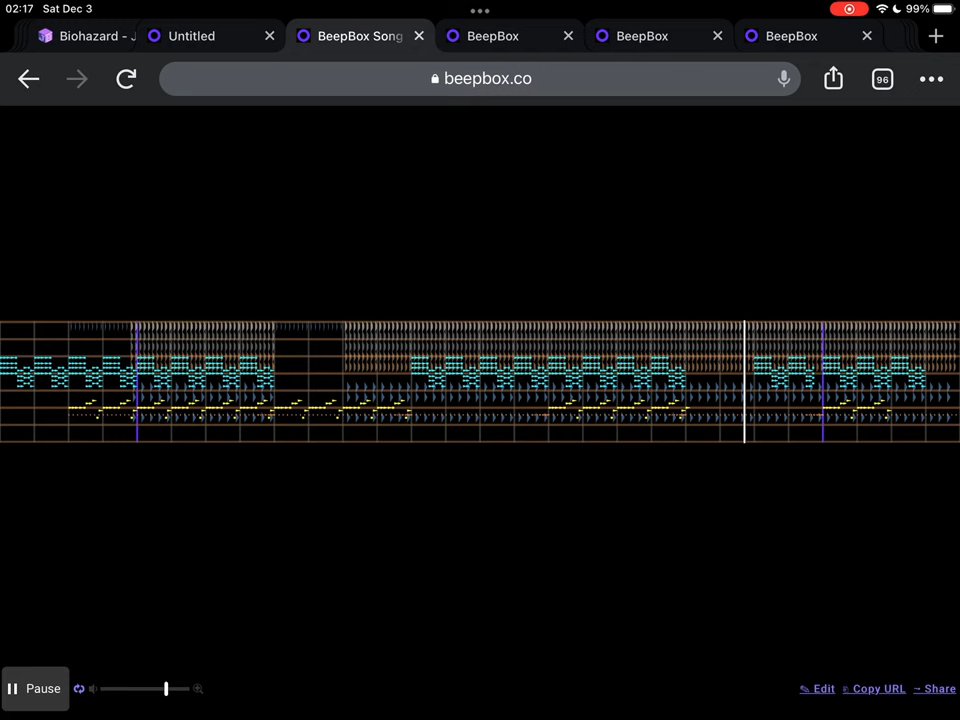 02:17 Sat Dec 3 99%
Biohazard - J Untitled BeepBox Song BeepBox BeepBox BeepBox
beepbox.co 96
Pause Edit Copy URL Share